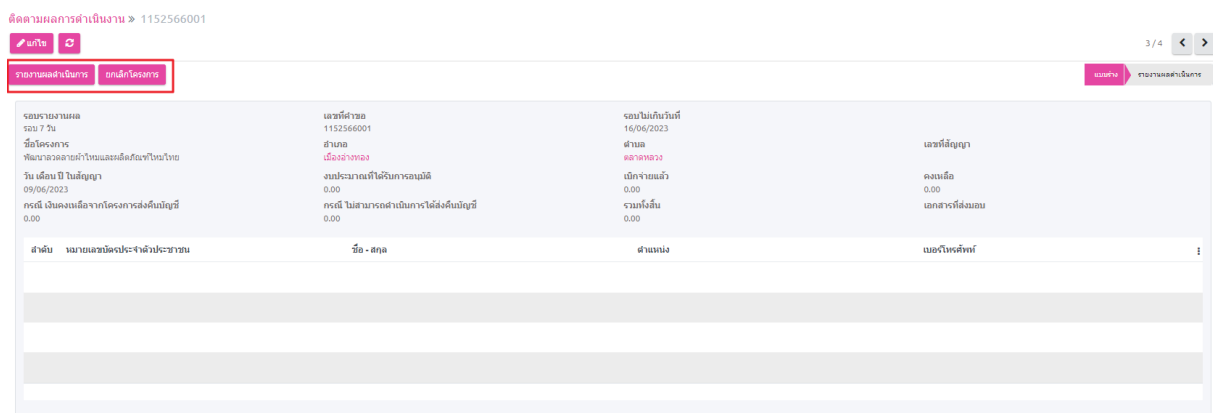 ติดตามผลการดำเนินงาน » 1152566001
แก้ไข
3 / 4
รายงานผลดำเนินการ ยกเลิกโครงการ แบบร่าง รายงานผลดำเนินการ
รอบรายงานผล เลขที่คำขอ รอบไม่เกินวันที่
รอบ 7 วัน 1152566001 16/06/2023
ชื่อโครงการ อำเภอ ตำบล เลขที่สัญญา
พัฒนาลวดลายผ้าไหมและผลิตภัณฑ์ไหมไทย เมืองอ่างทอง ตลาดหลวง
วัน เดือน ปี ในสัญญา งบประมาณที่ได้รับการอนุมัติ เบิกจ่ายแล้ว คงเหลือ
09/06/2023 0.00 0.00 0.00
กรณี เงินคงเหลือจากโครงการส่งคืนบัญชี กรณี ไม่สามารถดำเนินการได้ส่งคืนบัญชี รวมทั้งสิ้น เอกสารที่ส่งมอบ
0.00 0.00 0.00
ลำดับ หมายเลขบัตรประจำตัวประชาชน ชื่อ - สกุล ตำแหน่ง เบอร์โทรศัพท์